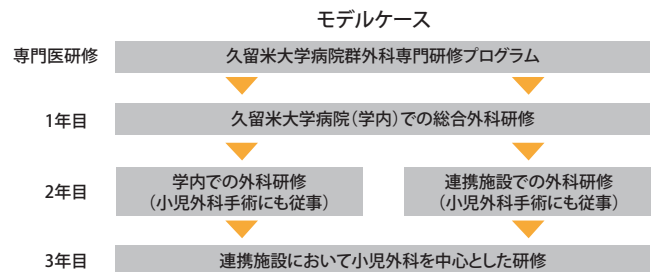 モデルケース
専門医研修
久留米大学病院群外科専門研修プログラム
1年目
久留米大学病院（学内）での総合外科研修
2年目
学内での外科研修
（小児外科手術にも従事）
連携施設での外科研修
（小児外科手術にも従事）
3年目
連携施設において小児外科を中心とした研修